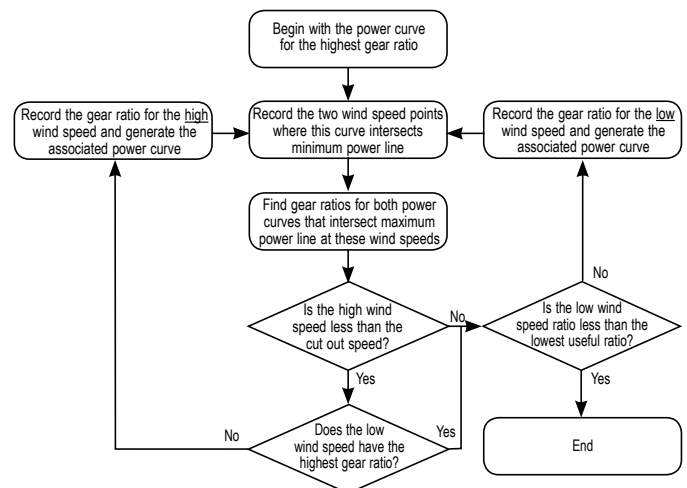 Begin with the power curve
for the highest gear ratio
Record the gear ratio for the high
wind speed and generate the
associated power curve
Record the two wind speed points
where this curve intersects
minimum power line
Record the gear ratio for the low
wind speed and generate the
associated power curve
Find gear ratios for both power
curves that intersect maximum
power line at these wind speeds
No
Is the high wind
speed less than the
cut out speed?
No
Is the low wind
speed ratio less than the
lowest useful ratio?
Yes
Yes
No
Does the low
wind speed have the
highest gear ratio?
Yes
End